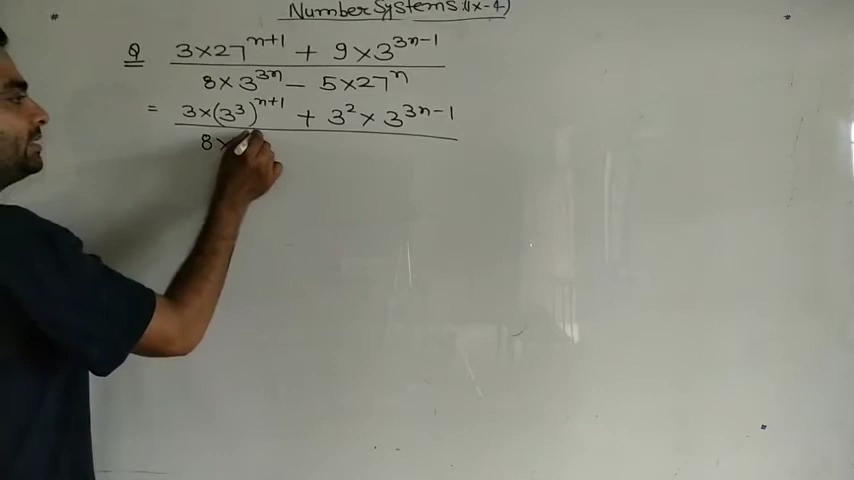 Number Systems (IX-4)
Q 3×27^{n+1} + 9×3^{3n-1}
8×3^{3n} - 5×27^{n}
= 3×(3^{3})^{n+1} + 3^{2}×3^{3n-1}
8×